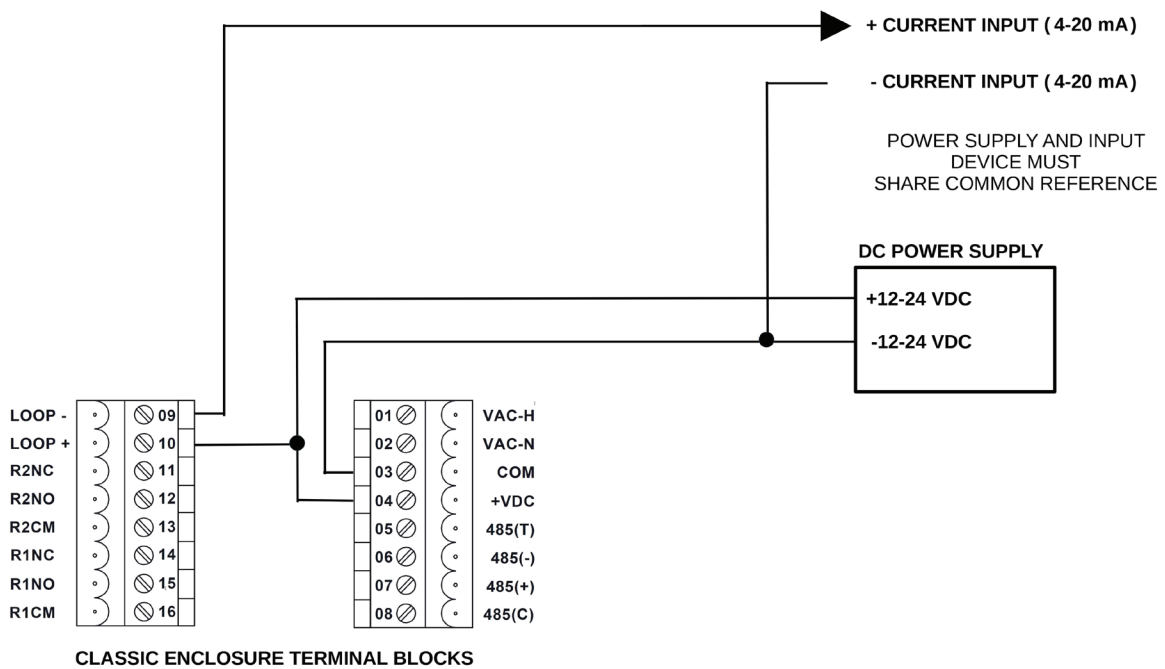 + CURRENT INPUT ( 4-20 mA)
- CURRENT INPUT ( 4-20 mA)
POWER SUPPLY AND INPUT
DEVICE MUST
SHARE COMMON REFERENCE
DC POWER SUPPLY
+12-24 VDC
-12-24 VDC
LOOP - 09
LOOP + 10
R2NC 11
R2NO 12
R2CM 13
R1NC 14
R1NO 15
R1CM 16
01 VAC-H
02 VAC-N
03 COM
04 +VDC
05 485(T)
06 485(-)
07 485(+)
08 485(C)
CLASSIC ENCLOSURE TERMINAL BLOCKS